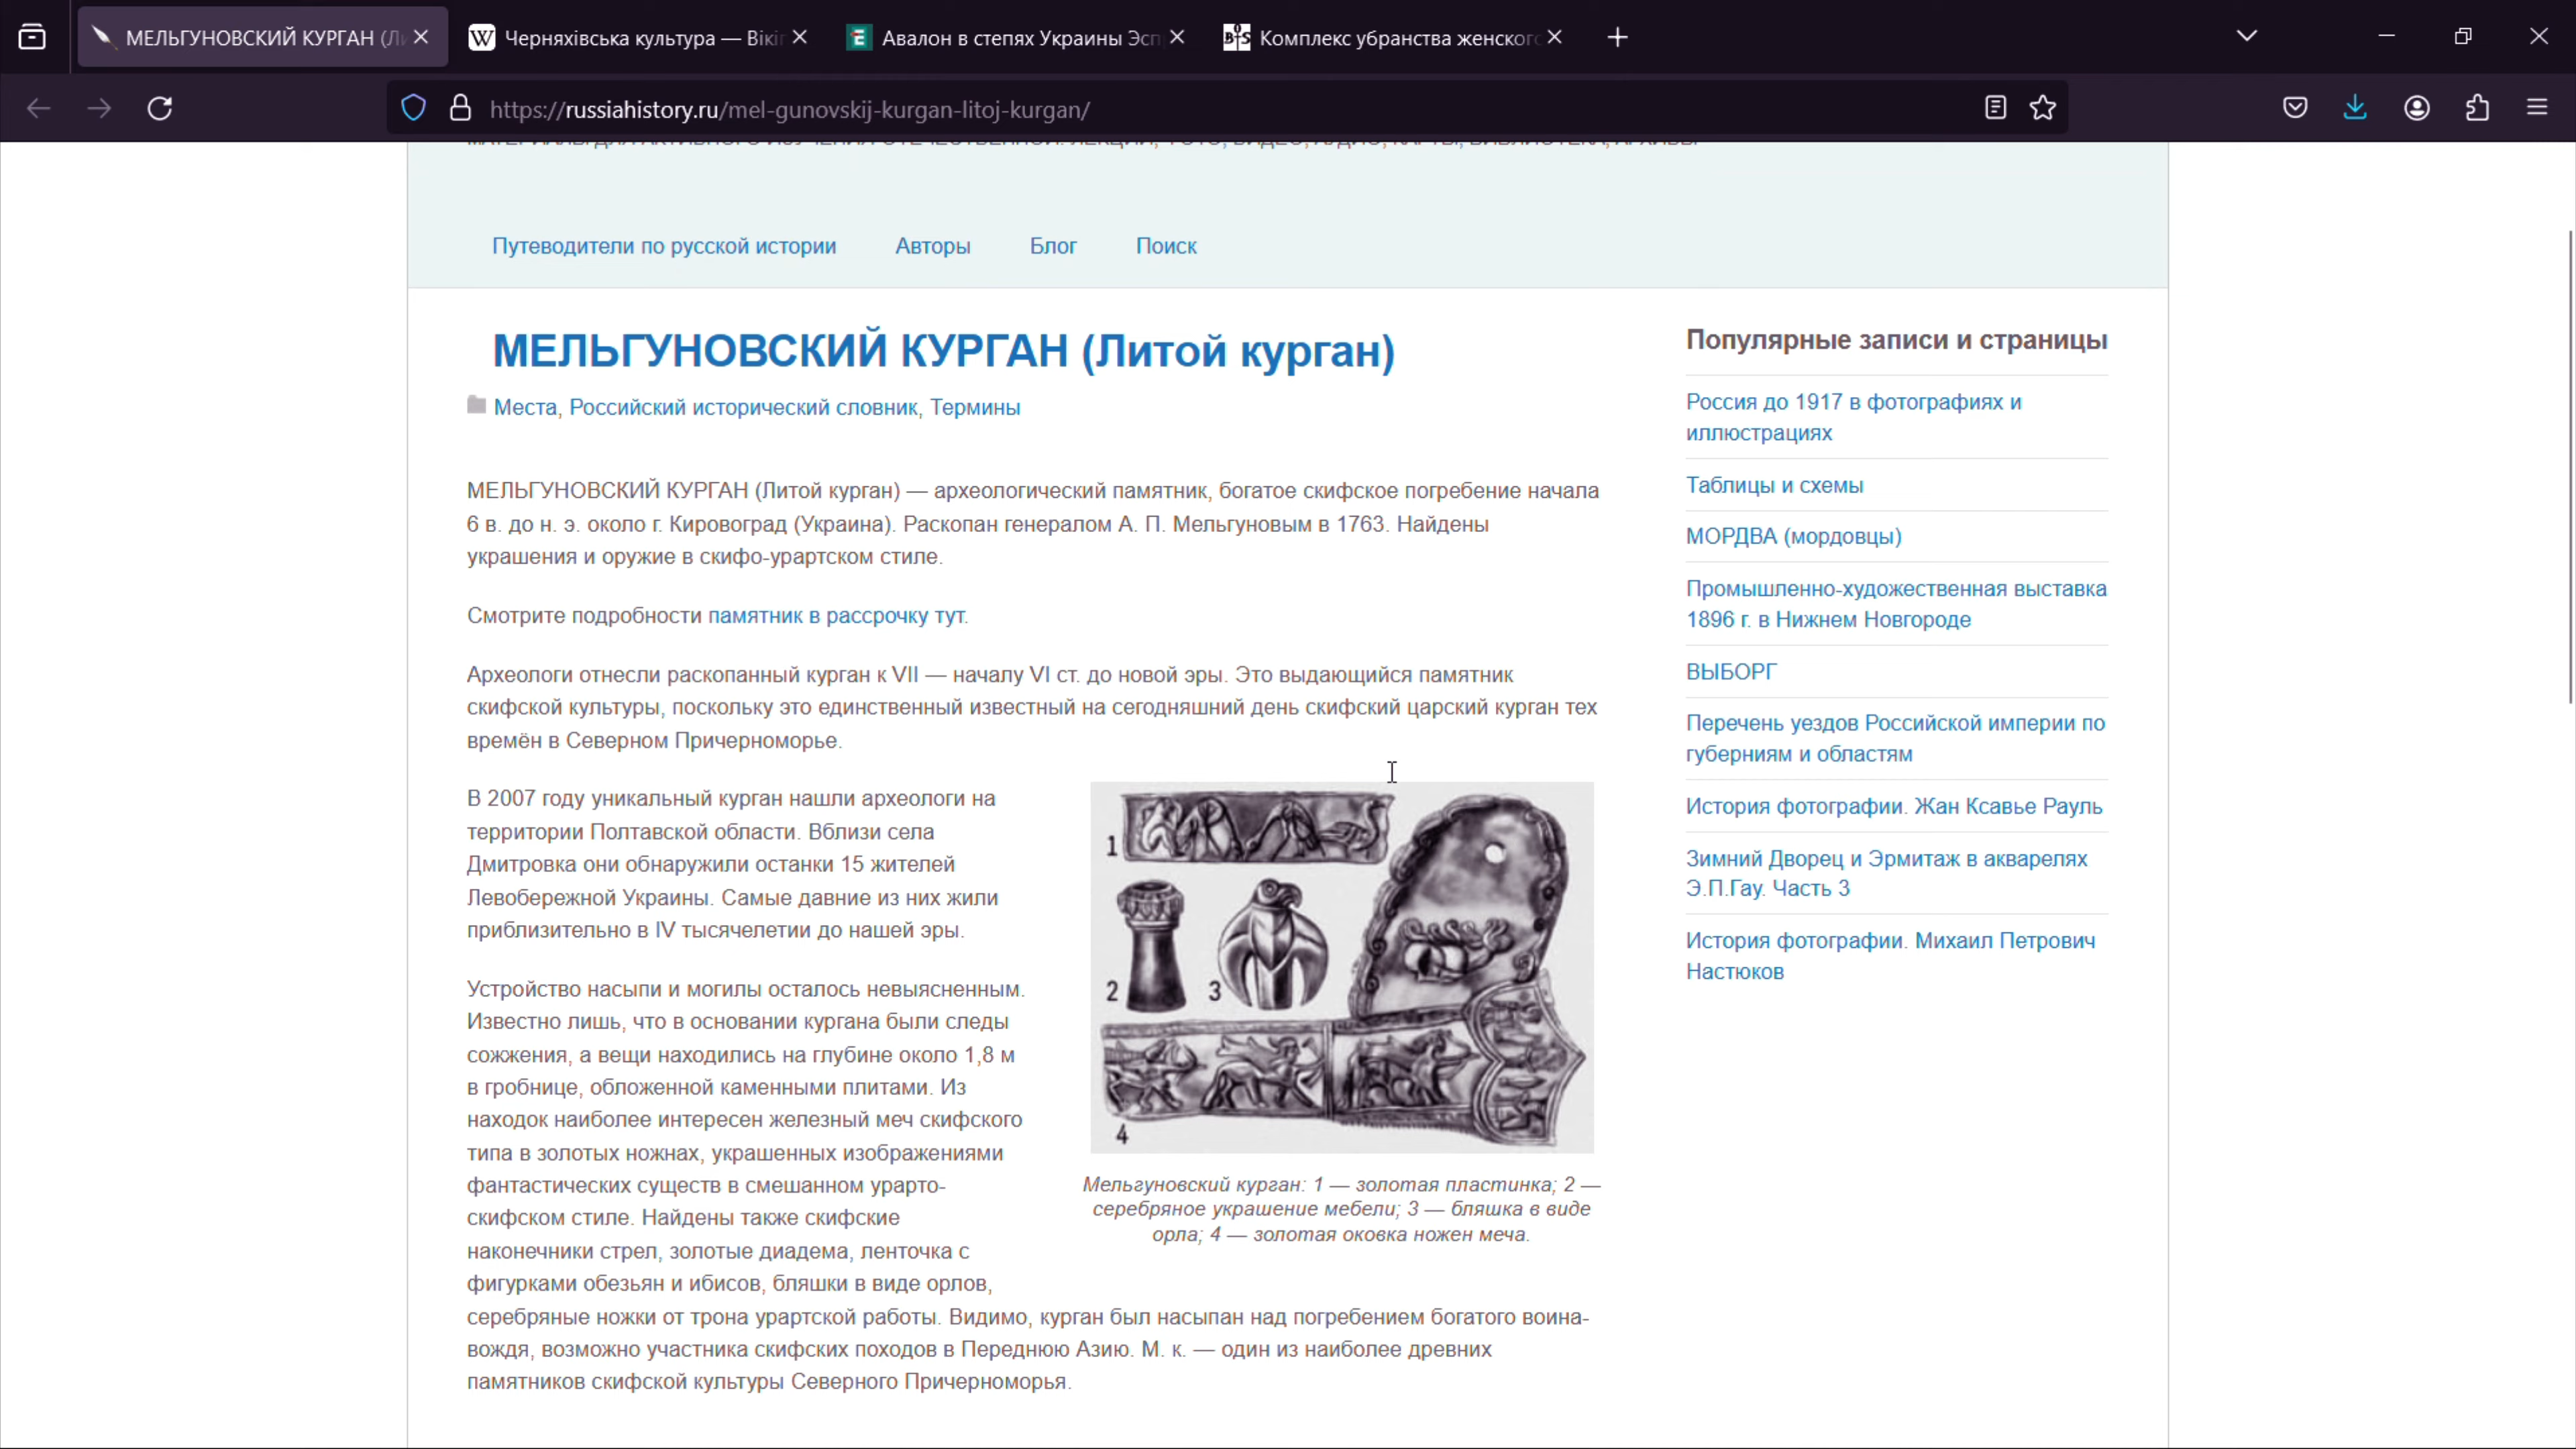 МЕЛЬГУНОВСКИЙ КУРГАН (Ли
Черняхівська культура — Вікі
Авалон в степях Украины Эсп
Комплекс убранства женского
https://russiahistory.ru/mel-gunovskij-kurgan-litoj-kurgan/
МАТЕРИАЛЫ ДЛЯ АКТИВНОГО ИЗУЧЕНИЯ ОТЕЧЕСТВЕННОЙ: ЛЕКЦИИ, ФОТО, ВИДЕО, АУДИО, КАРТЫ, БИБЛИОТЕКА, АРХИВЫ
Путеводители по русской истории Авторы Блог Поиск
МЕЛЬГУНОВСКИЙ КУРГАН (Литой курган)
Места, Российский исторический словник, Термины
МЕЛЬГУНОВСКИЙ КУРГАН (Литой курган) — археологический памятник, богатое скифское погребение начала
6 в. до н. э. около г. Кировоград (Украина). Раскопан генералом А. П. Мельгуновым в 1763. Найдены
украшения и оружие в скифо-урартском стиле.
Смотрите подробности памятник в рассрочку тут.
Археологи отнесли раскопанный курган к VII — началу VI ст. до новой эры. Это выдающийся памятник
скифской культуры, поскольку это единственный известный на сегодняшний день скифский царский курган тех
времён в Северном Причерноморье.
В 2007 году уникальный курган нашли археологи на
территории Полтавской области. Вблизи села
Дмитровка они обнаружили останки 15 жителей
Левобережной Украины. Самые давние из них жили
приблизительно в IV тысячелетии до нашей эры.
Устройство насыпи и могилы осталось невыясненным.
Известно лишь, что в основании кургана были следы
сожжения, а вещи находились на глубине около 1,8 м
в гробнице, обложенной каменными плитами. Из
находок наиболее интересен железный меч скифского
типа в золотых ножнах, украшенных изображениями
фантастических существ в смешанном урарто-
скифском стиле. Найдены также скифские
наконечники стрел, золотые диадема, ленточка с
фигурками обезьян и ибисов, бляшки в виде орлов,
серебряные ножки от трона урартской работы. Видимо, курган был насыпан над погребением богатого воина-
вождя, возможно участника скифских походов в Переднюю Азию. М. к. — один из наиболее древних
памятников скифской культуры Северного Причерноморья.
1
2
3
4
Мельгуновский курган: 1 — золотая пластинка; 2 —
серебряное украшение мебели; 3 — бляшка в виде
орла; 4 — золотая оковка ножен меча.
Популярные записи и страницы
Россия до 1917 в фотографиях и
иллюстрациях
Таблицы и схемы
МОРДВА (мордовцы)
Промышленно-художественная выставка
1896 г. в Нижнем Новгороде
ВЫБОРГ
Перечень уездов Российской империи по
губерниям и областям
История фотографии. Жан Ксавье Рауль
Зимний Дворец и Эрмитаж в акварелях
Э.П.Гау. Часть 3
История фотографии. Михаил Петрович
Настюков